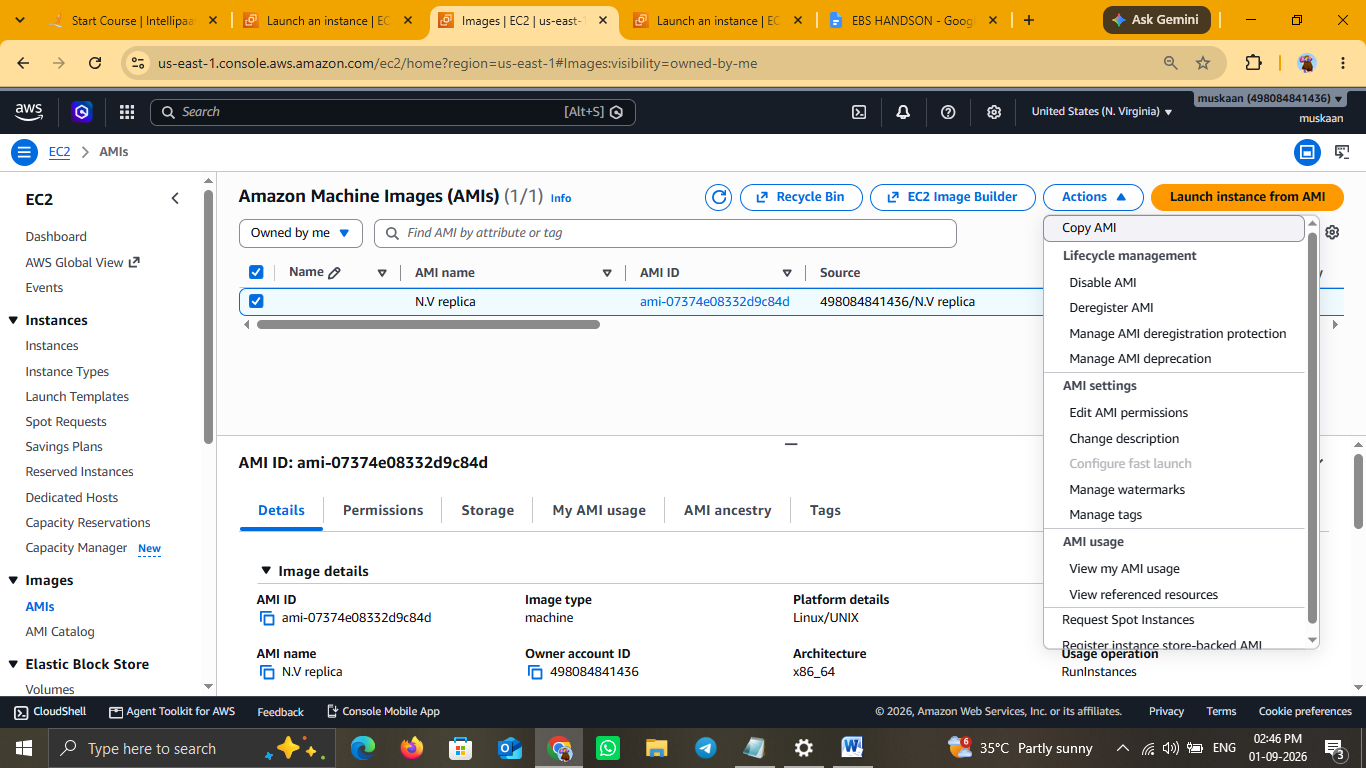 Start Course | Intellipaa
Launch an instance | EC
Images | EC2 | us-east-1
Launch an instance | EC
EBS HANDSON - Goog
Ask Gemini
us-east-1.console.aws.amazon.com/ec2/home?region=us-east-1#Images:visibility=owned-by-me
aws
Search
[Alt+S]
United States (N. Virginia)
muskaan (498084841436)
muskaan
EC2
AMIs
EC2
Dashboard
AWS Global View
Events
Instances
Instances
Instance Types
Launch Templates
Spot Requests
Savings Plans
Reserved Instances
Dedicated Hosts
Capacity Reservations
Capacity Manager New
Images
AMIs
AMI Catalog
Elastic Block Store
Volumes
Amazon Machine Images (AMIs) (1/1) Info
Recycle Bin
EC2 Image Builder
Actions
Launch instance from AMI
Owned by me
Find AMI by attribute or tag
Name
AMI name
AMI ID
Source
N.V replica
ami-07374e08332d9c84d
498084841436/N.V replica
Copy AMI
Lifecycle management
Disable AMI
Deregister AMI
Manage AMI deregistration protection
Manage AMI deprecation
AMI settings
Edit AMI permissions
Change description
Configure fast launch
Manage watermarks
Manage tags
AMI usage
View my AMI usage
View referenced resources
Request Spot Instances
Register instance store-backed AMI
AMI ID: ami-07374e08332d9c84d
Details
Permissions
Storage
My AMI usage
AMI ancestry
Tags
Image details
AMI ID
ami-07374e08332d9c84d
Image type
machine
Platform details
Linux/UNIX
AMI name
N.V replica
Owner account ID
498084841436
Architecture
x86_64
Usage operation
RunInstances
CloudShell
Agent Toolkit for AWS
Feedback
Console Mobile App
© 2026, Amazon Web Services, Inc. or its affiliates.
Privacy
Terms
Cookie preferences
Type here to search
6
35°C Partly sunny
ENG
02:46 PM
01-09-2026
3